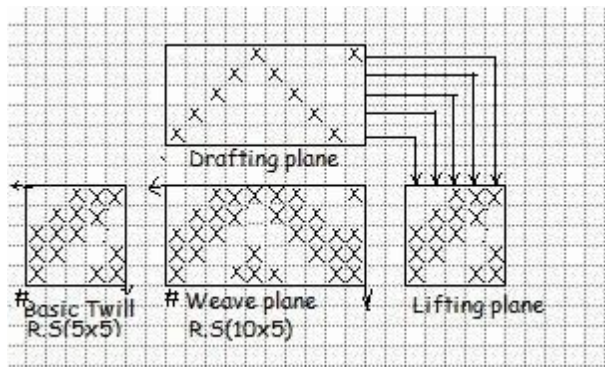 Drafting plane
# Basic Twill
R.S(5x5)
# Weave plane
R.S(10x5)
Lifting plane